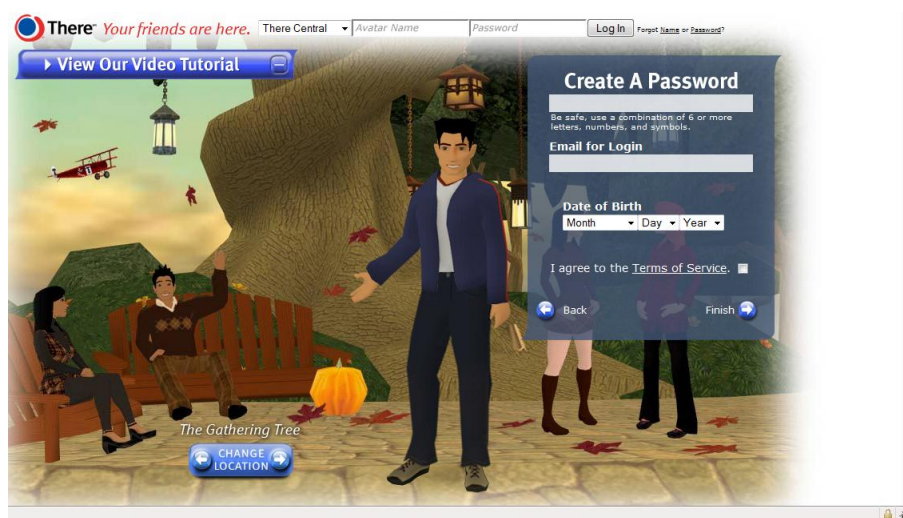 There Your friends are here. There Central Avatar Name Password Log In Forgot Name or Password?
View Our Video Tutorial
Create A Password
Be safe, use a combination of 6 or more
letters, numbers, and symbols.
Email for Login
Date of Birth
Month Day Year
I agree to the Terms of Service.
Back Finish
The Gathering Tree
CHANGE
LOCATION